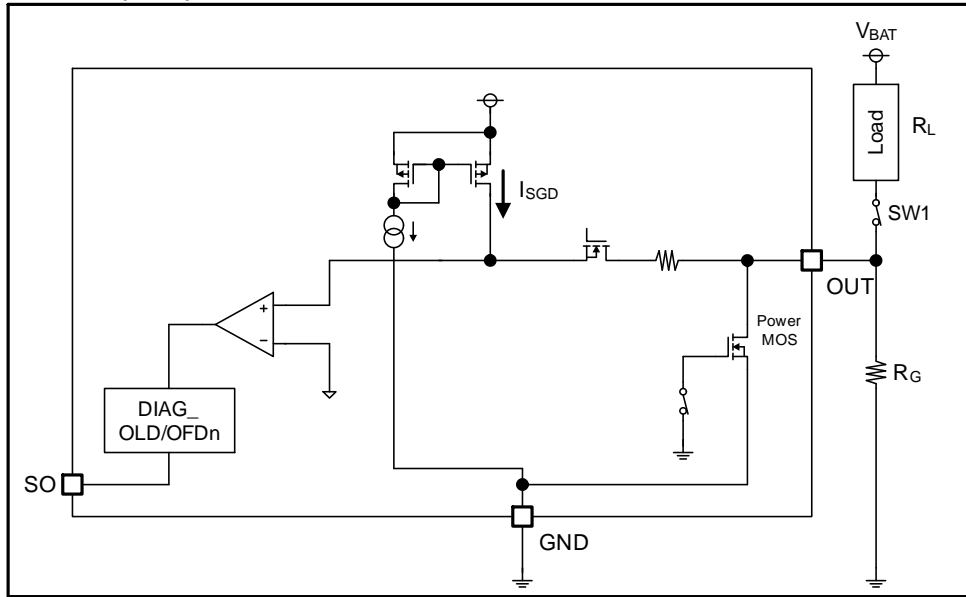 VBAT
Load
RL
ISGD
SW1
OUT
+
−
Power
MOS
RG
DIAG_
OLD/OFDn
SO
GND